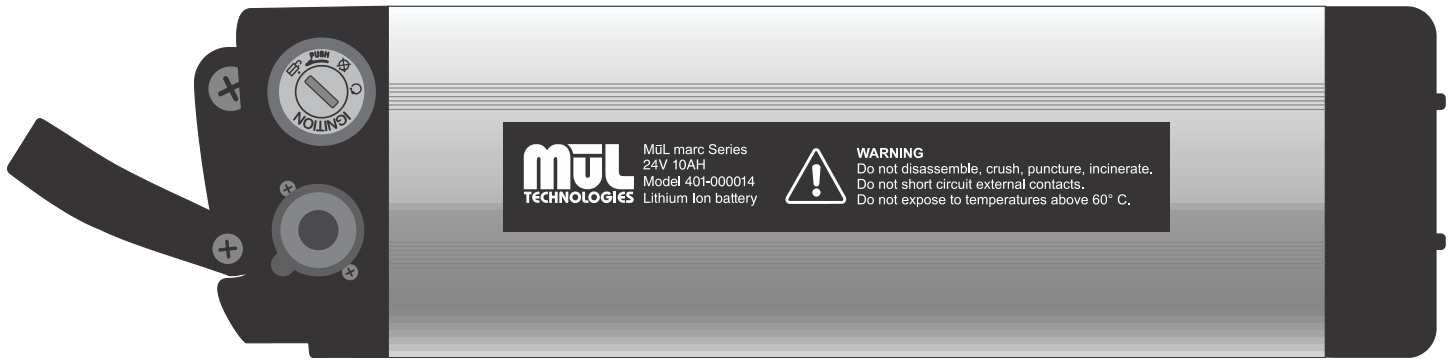 PUSH
IGNITION
MūL
TECHNOLOGIES
MūL marc Series
24V 10AH
Model 401-000014
Lithium Ion battery
WARNING
Do not disassemble, crush, puncture, incinerate.
Do not short circuit external contacts.
Do not expose to temperatures above 60° C.